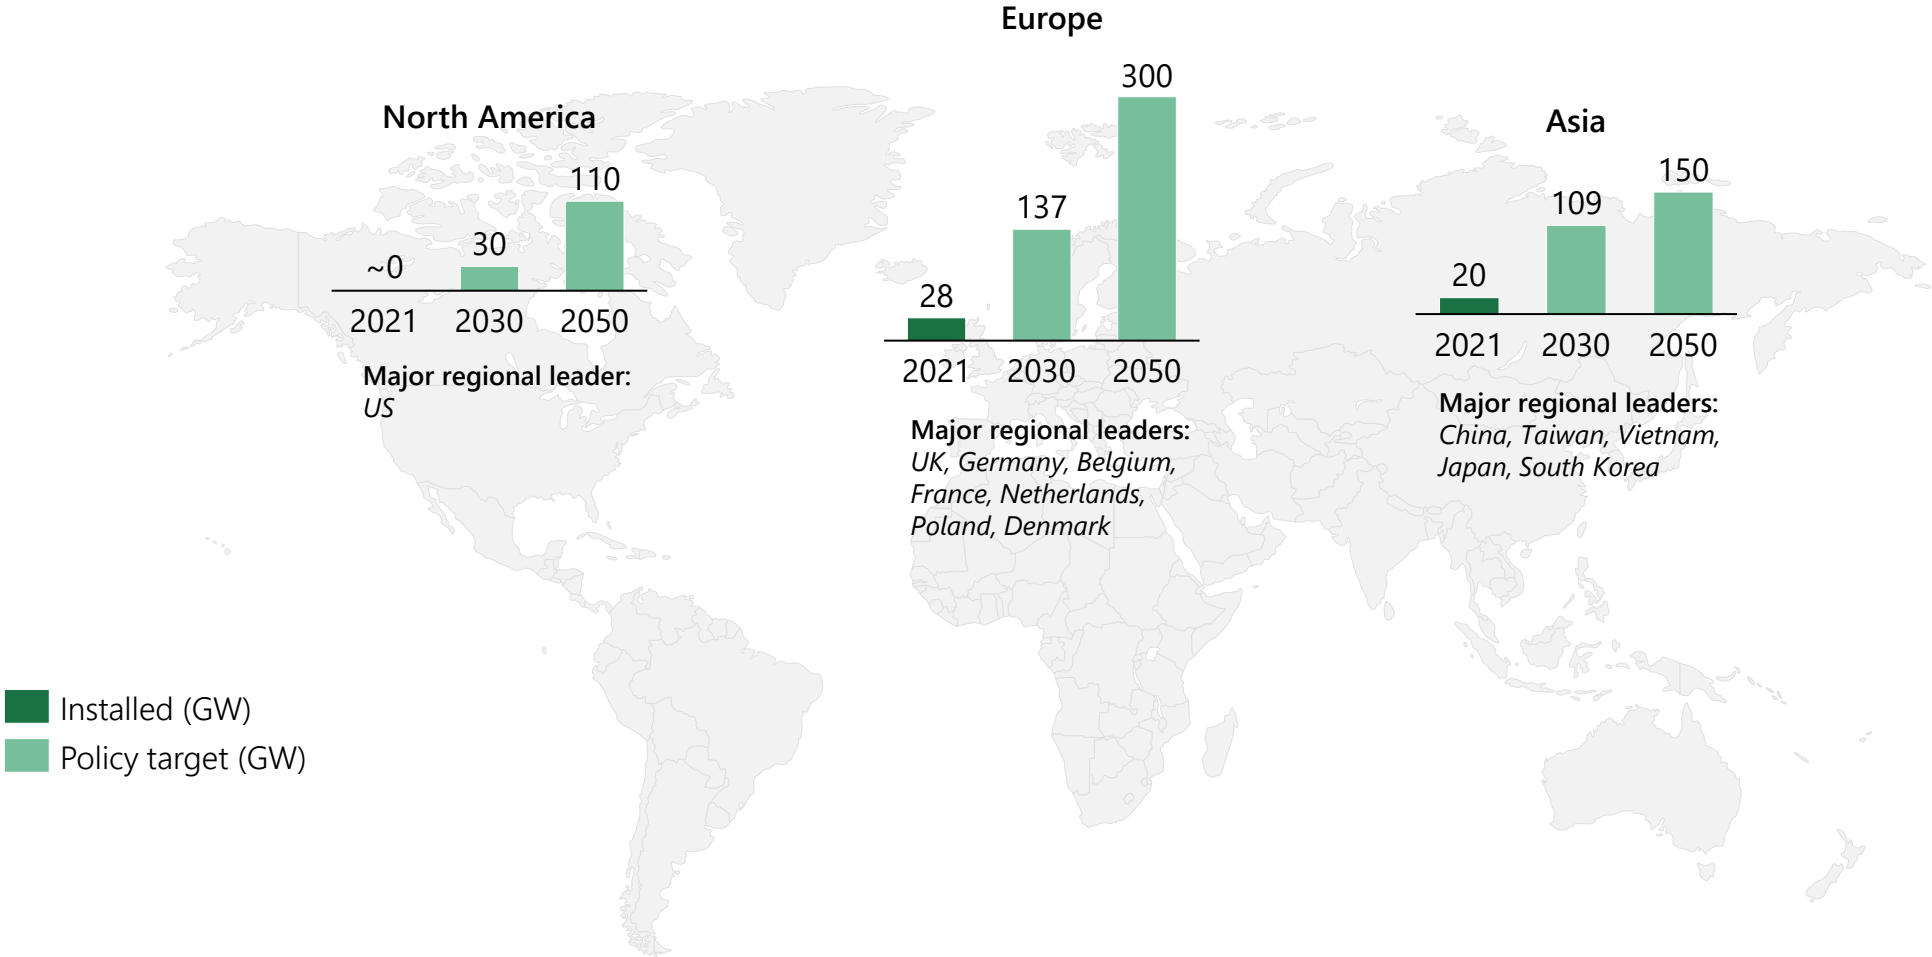 Europe
300
137
28
2021 2030 2050
Major regional leaders:
UK, Germany, Belgium,
France, Netherlands,
Poland, Denmark
North America
110
30
~0
2021 2030 2050
Major regional leader:
US
Asia
150
109
20
2021 2030 2050
Major regional leaders:
China, Taiwan, Vietnam,
Japan, South Korea
Installed (GW)
Policy target (GW)